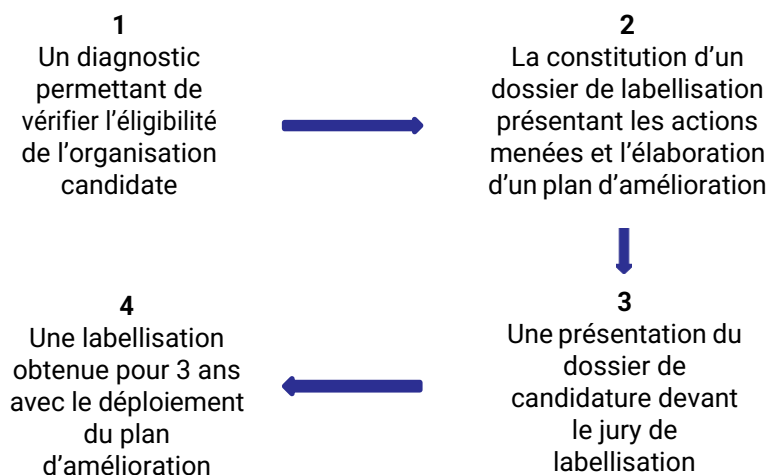 1
Un diagnostic
permettant de
vérifier l’éligibilité
de l’organisation
candidate
2
La constitution d’un
dossier de labellisation
présentant les actions
menées et l’élaboration
d’un plan d’amélioration
3
Une présentation du
dossier de
candidature devant
le jury de
labellisation
4
Une labellisation
obtenue pour 3 ans
avec le déploiement
du plan
d’amélioration